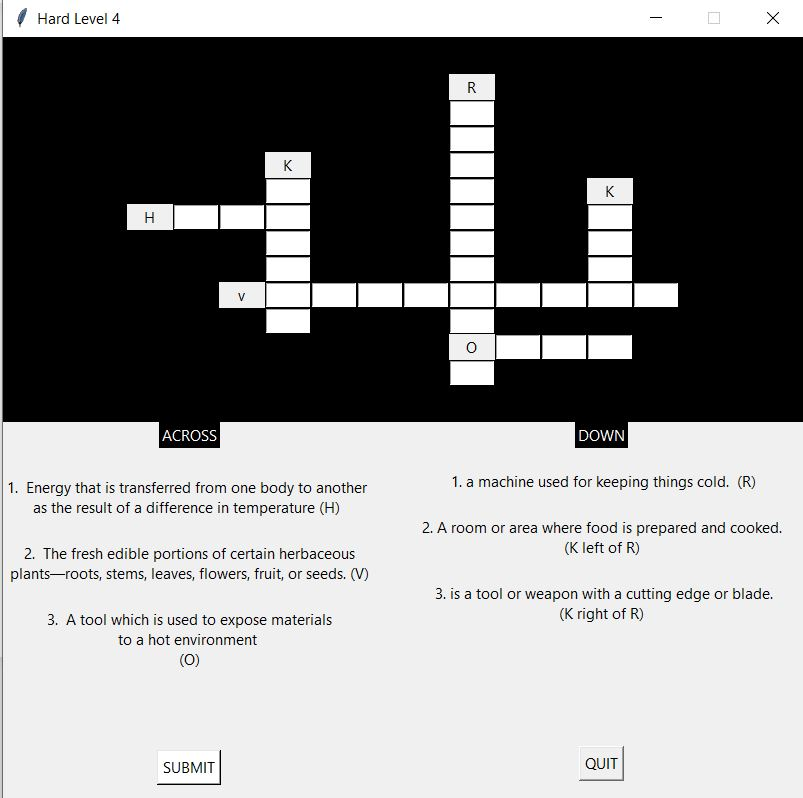 Hard Level 4
R
K
K
H
v
O
ACROSS
1. Energy that is transferred from one body to another
as the result of a difference in temperature (H)
2. The fresh edible portions of certain herbaceous
plants—roots, stems, leaves, flowers, fruit, or seeds. (V)
3. A tool which is used to expose materials
to a hot environment
(O)
DOWN
1. a machine used for keeping things cold. (R)
2. A room or area where food is prepared and cooked.
(K left of R)
3. is a tool or weapon with a cutting edge or blade.
(K right of R)
SUBMIT
QUIT